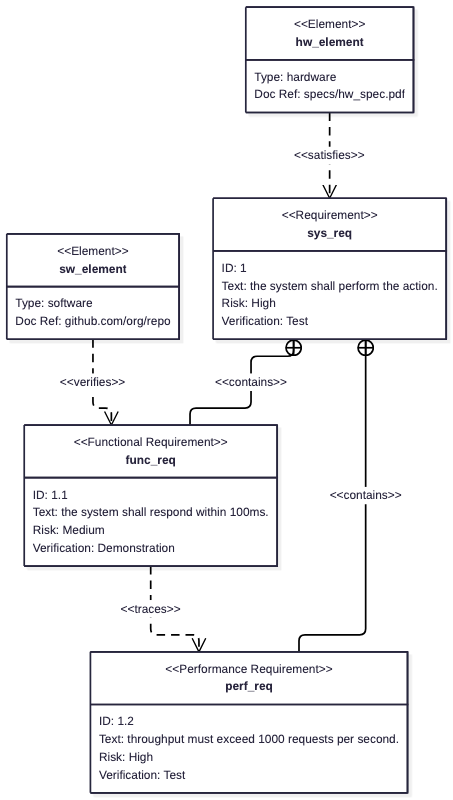 <<Element>>
hw_element
Type: hardware
Doc Ref: specs/hw_spec.pdf
<<satisfies>>
<<Requirement>>
sys_req
ID: 1
Text: the system shall perform the action.
Risk: High
Verification: Test
<<Element>>
sw_element
Type: software
Doc Ref: github.com/org/repo
<<verifies>>
<<contains>>
<<Functional Requirement>>
func_req
ID: 1.1
Text: the system shall respond within 100ms.
Risk: Medium
Verification: Demonstration
<<contains>>
<<traces>>
<<Performance Requirement>>
perf_req
ID: 1.2
Text: throughput must exceed 1000 requests per second.
Risk: High
Verification: Test